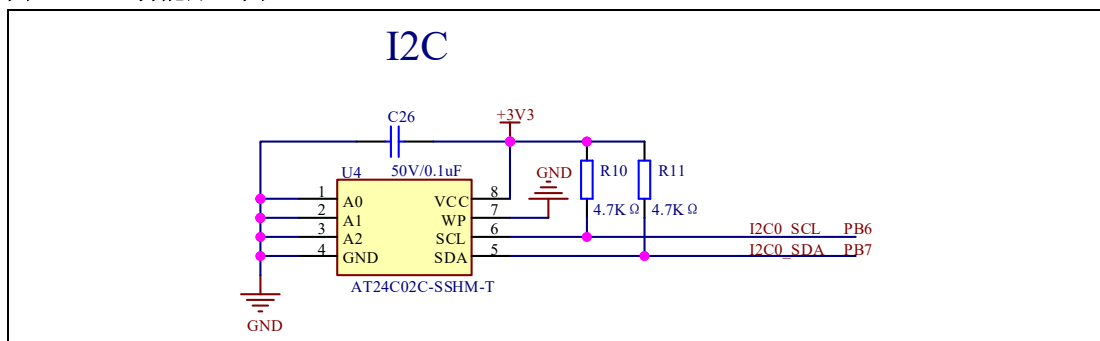 I2C
+3V3
C26
50V/0.1uF
U4
GND
R10
R11
4.7KΩ
4.7KΩ
1 A0 VCC 8
2 A1 WP 7
3 A2 SCL 6
4 GND SDA 5
I2C0_SCL PB6
I2C0_SDA PB7
AT24C02C-SSHM-T
GND